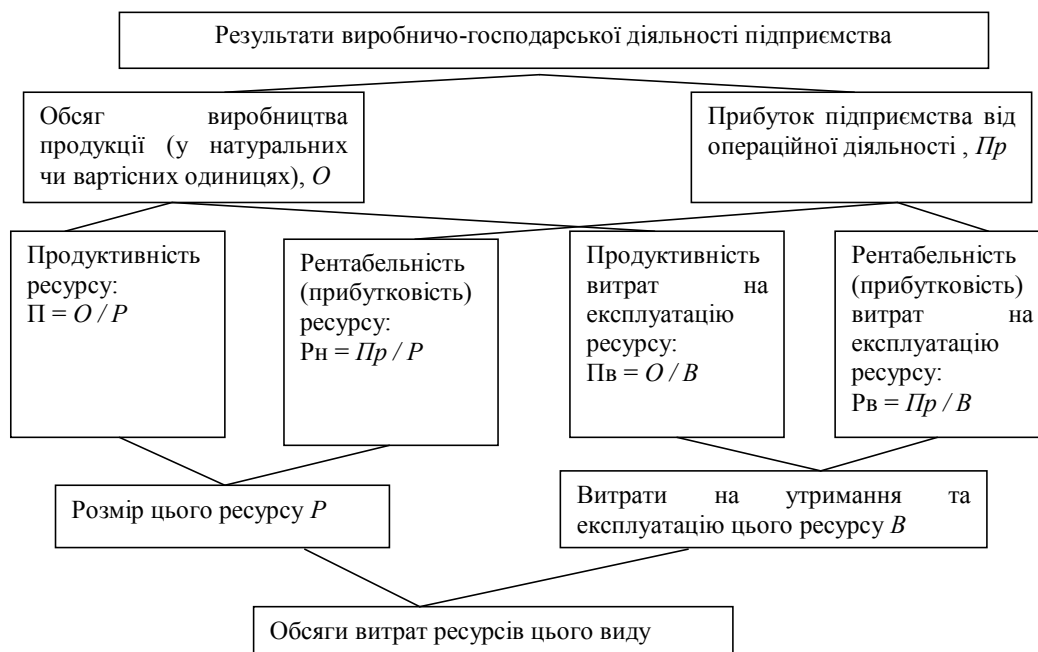 Результати виробничо-господарської діяльності підприємства
Обсяг виробництва
продукції (у натуральних
чи вартісних одиницях), О
Прибуток підприємства від
операційної діяльності , Пр
Продуктивність
ресурсу:
П = О / Р
Рентабельність
(прибутковість)
ресурсу:
Рн = Пр / Р
Продуктивність
витрат на
експлуатацію
ресурсу:
Пв = О / В
Рентабельність
(прибутковість)
витрат на
експлуатацію
ресурсу:
Рв = Пр / В
Розмір цього ресурсу Р
Витрати на утримання та
експлуатацію цього ресурсу В
Обсяги витрат ресурсів цього виду